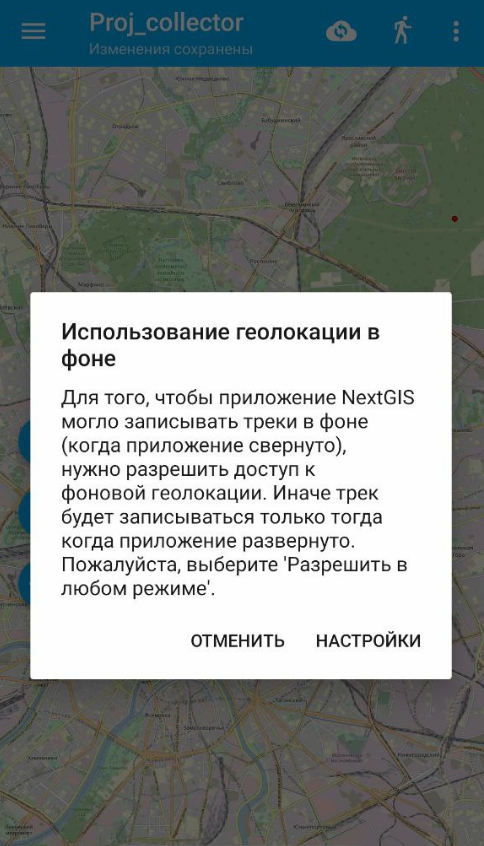 Proj_collector
Изменения сохранены
Использование геолокации в
фоне
Для того, чтобы приложение NextGIS
могло записывать треки в фоне
(когда приложение свернуто),
нужно разрешить доступ к
фоновой геолокации. Иначе трек
будет записываться только тогда
когда приложение развернуто.
Пожалуйста, выберите 'Разрешить в
любом режиме'.
ОТМЕНИТЬ НАСТРОЙКИ